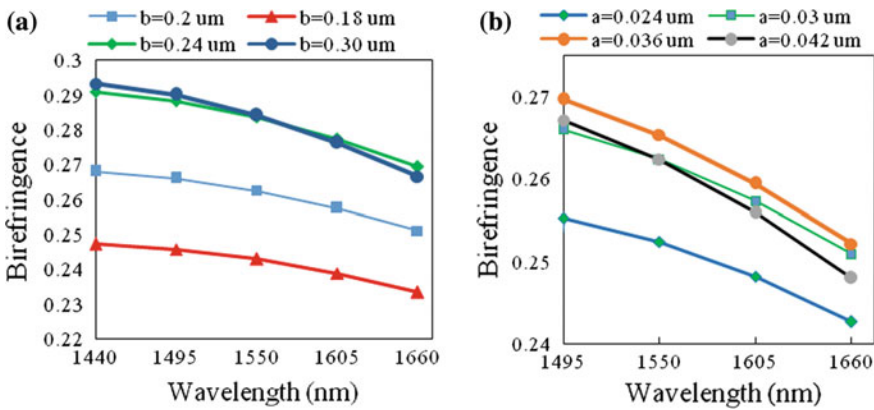 (a)
b=0.2 um
b=0.18 um
b=0.24 um
b=0.30 um
0.3
0.29
0.28
0.27
0.26
0.25
0.24
0.23
0.22
Birefringence
1440 1495 1550 1605 1660
Wavelength (nm)
(b)
a=0.024 um
a=0.03 um
a=0.036 um
a=0.042 um
0.27
0.26
0.25
0.24
Birefringence
1495 1550 1605 1660
Wavelength (nm)